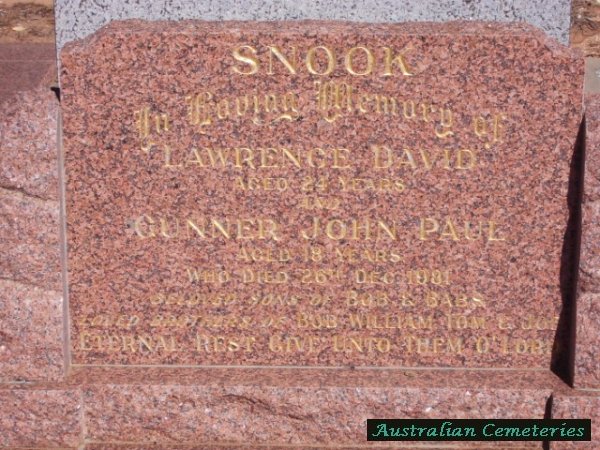 SNOOK
In Loving Memory of
LAWRENCE DAVID
AGED 24 YEARS
AND
GUNNER JOHN PAUL
AGED 18 YEARS
WHO DIED 26TH DEC. 1981
BELOVED SONS OF BOB & BABS
LOVED BROTHERS OF BOB WILLIAM TOM &
ETERNAL REST GIVE UNTO THEM O'LORD
Australian Cemeteries